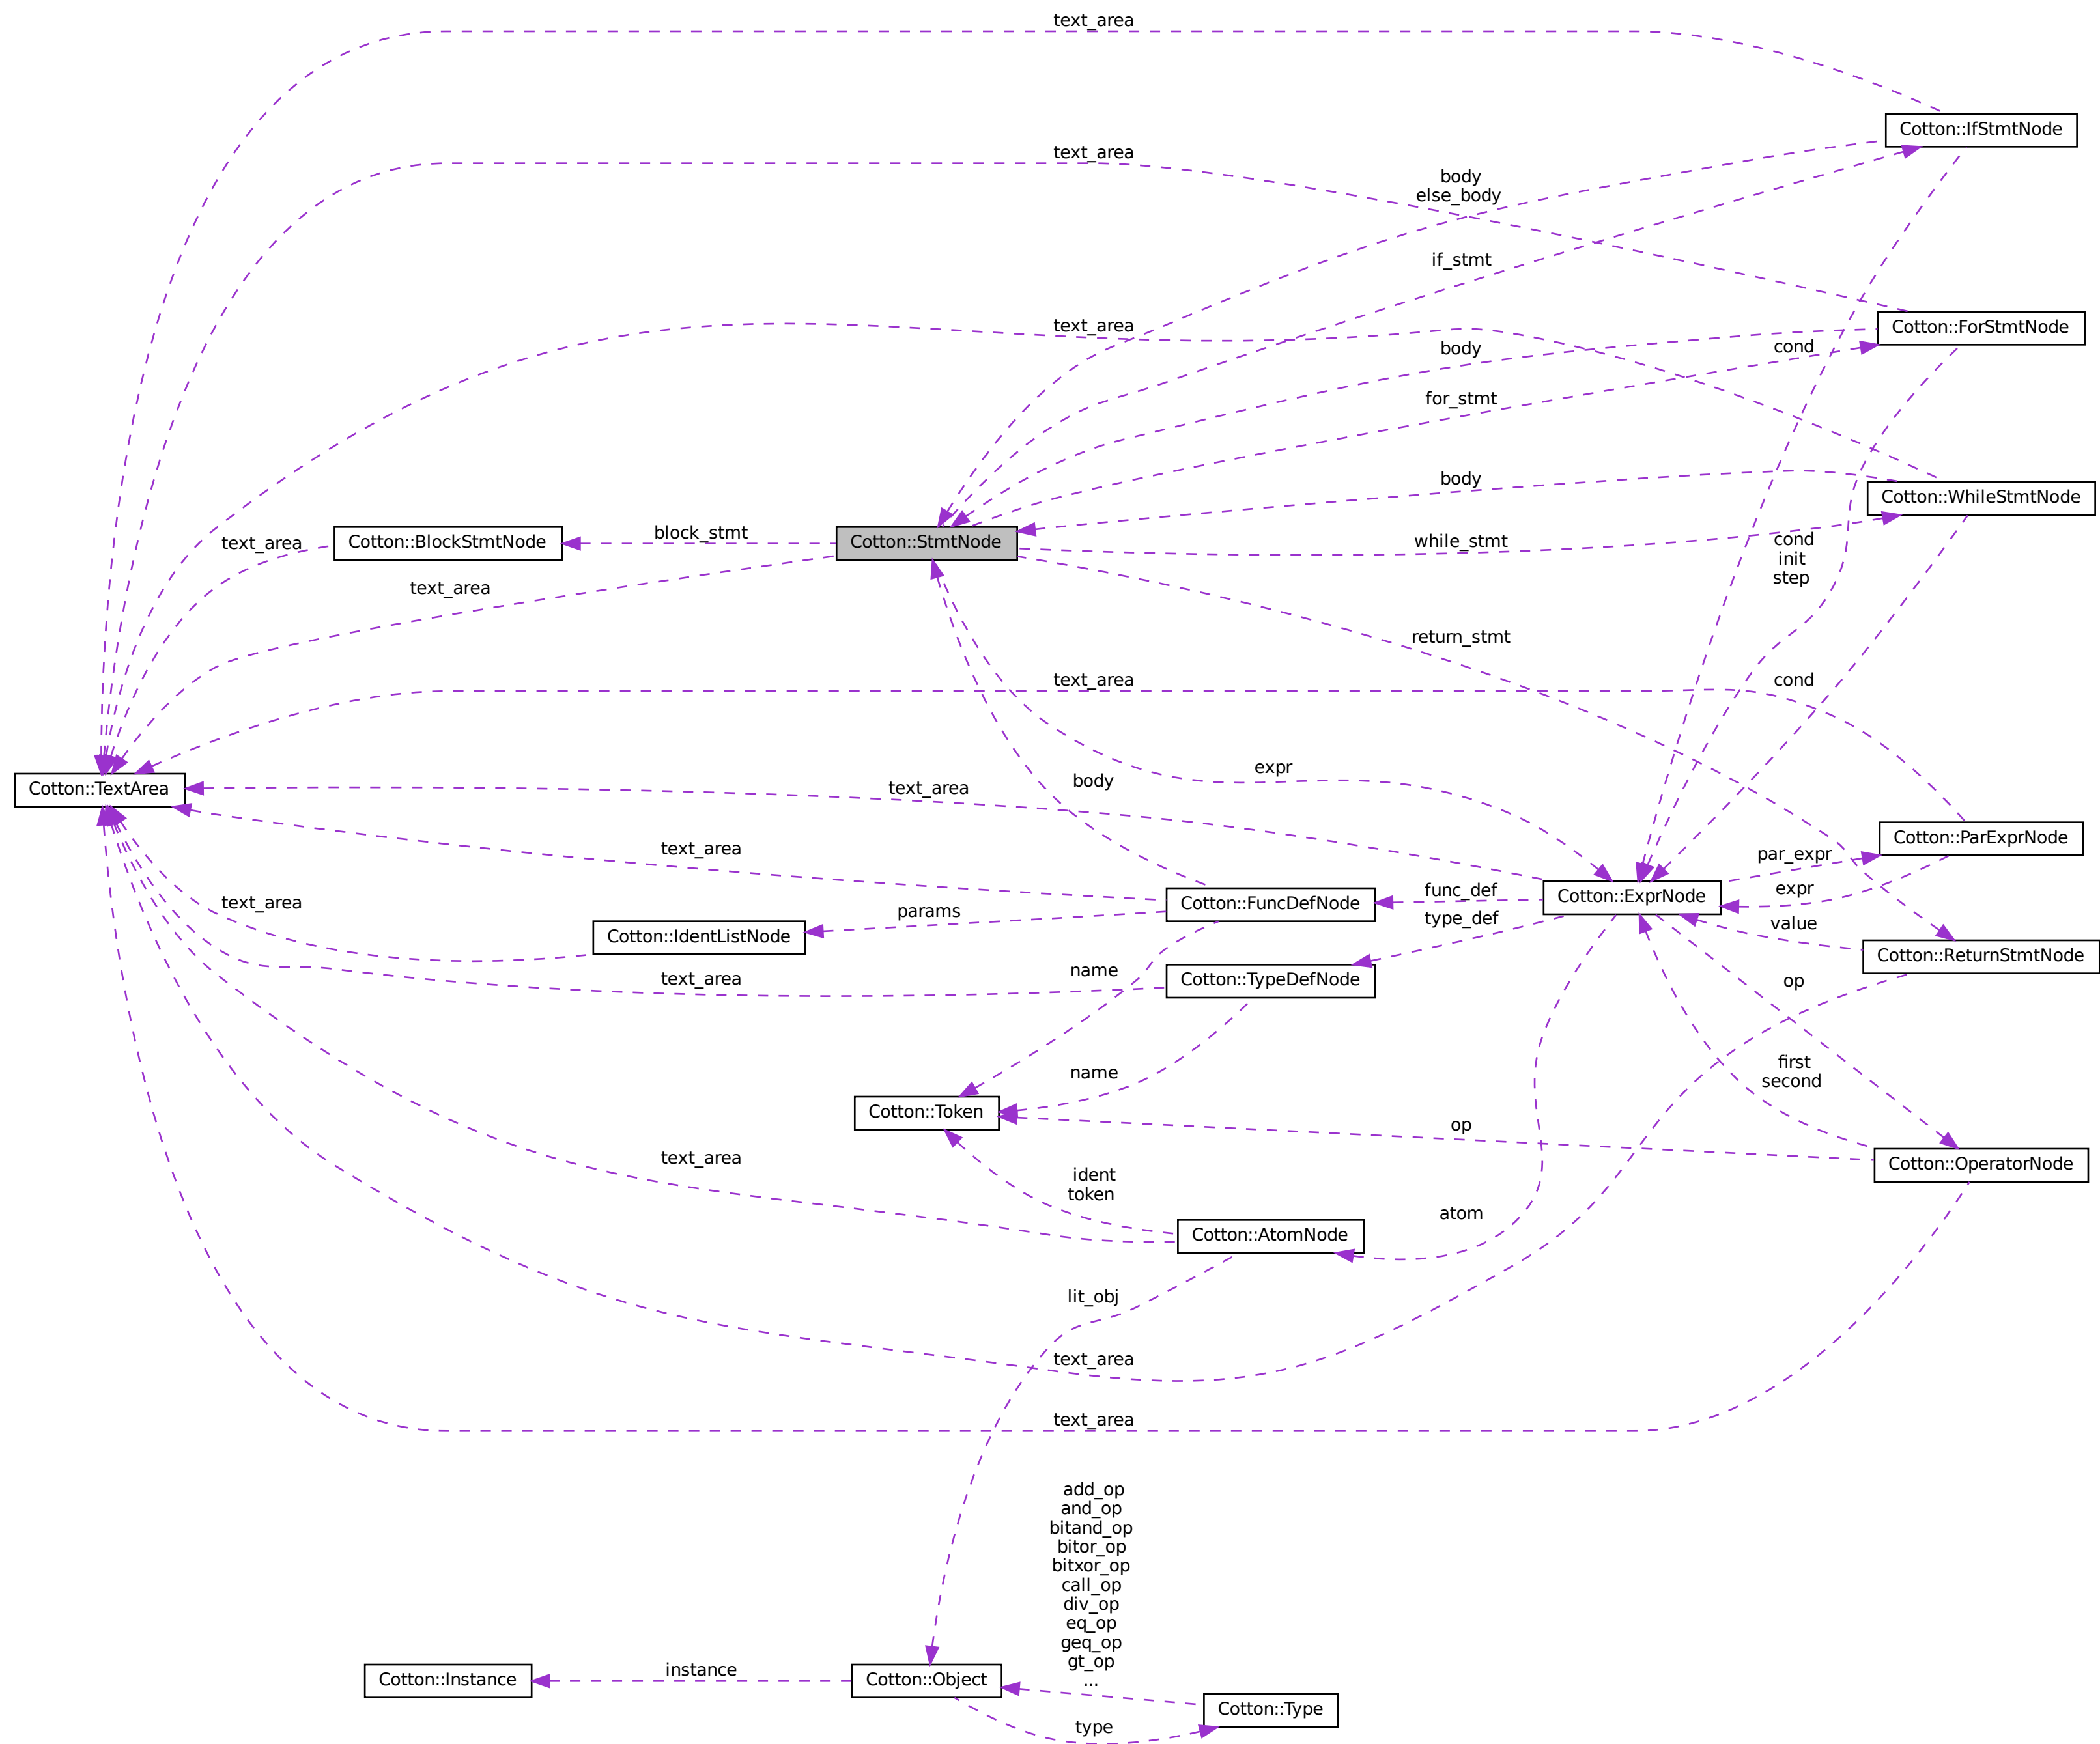 text_area
Cotton::IfStmtNode
text_area
body
else_body
if_stmt
text_area
Cotton::ForStmtNode
body
cond
for_stmt
body
Cotton::WhileStmtNode
block_stmt
Cotton::BlockStmtNode
Cotton::StmtNode
text_area
while_stmt
cond
init
step
text_area
return_stmt
text_area
cond
expr
body
Cotton::TextArea
text_area
Cotton::ParExprNode
text_area
par_expr
expr
Cotton::ExprNode
func_def
Cotton::FuncDefNode
text_area
params
type_def
value
Cotton::IdentListNode
Cotton::ReturnStmtNode
name
text_area
Cotton::TypeDefNode
op
name
first
second
Cotton::Token
op
text_area
Cotton::OperatorNode
ident
token
atom
Cotton::AtomNode
lit_obj
text_area
text_area
add_op
and_op
bitand_op
bitor_op
bitxor_op
call_op
div_op
eq_op
geq_op
gt_op
...
instance
Cotton::Instance
Cotton::Object
Cotton::Type
type